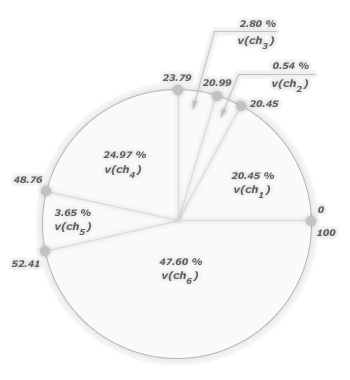 2.80 %
v(ch3)
0.54 %
v(ch2)
23.79
20.99
20.45
24.97 %
v(ch4)
20.45 %
v(ch1)
48.76
3.65 %
v(ch5)
0
100
52.41
47.60 %
v(ch6)